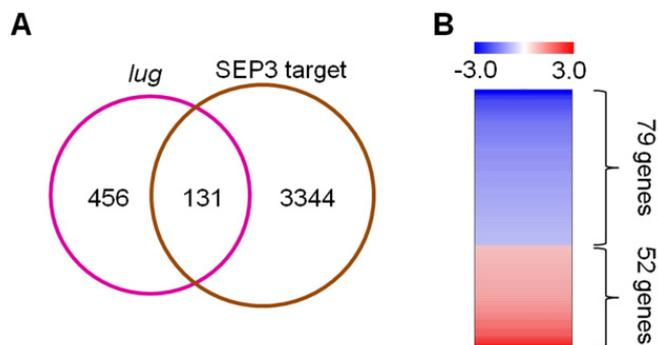 A
B
lug
SEP3 target
-3.0 3.0
456 131 3344
79 genes
52 genes